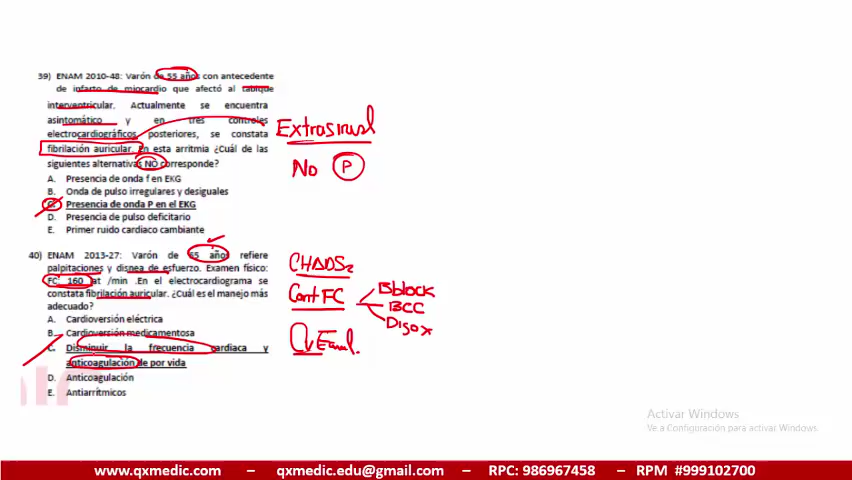 39) ENAM 2010-48: Varón de 55 años con antecedente
de infarto de miocardio que afectó al tabique
interventricular. Actualmente se encuentra
asintomático y en tres controles
electrocardiográficos posteriores, se constata
fibrilación auricular. En esta arritmia ¿Cuál de las
siguientes alternativas NO corresponde?
A. Presencia de onda f en EKG
B. Onda de pulso irregulares y desiguales
C. Presencia de onda P en el EKG
D. Presencia de pulso deficitario
E. Primer ruido cardiaco cambiante
Extrasinusal
No P
40) ENAM 2013-27: Varón de 65 años refiere
palpitaciones y disnea de esfuerzo. Examen físico:
FC: 160 lat /min .En el electrocardiograma se
constata fibrilación auricular. ¿Cuál es el manejo más
adecuado?
A. Cardioversión eléctrica
B. Cardioversión medicamentosa
C. Disminuir la frecuencia cardiaca y
anticoagulación de por vida
D. Anticoagulación
E. Antiarrítmicos
CHADS2
Cont FC
Bblock
BCC
Digox
Activar Windows
Ve a Configuración para activar Windows.
www.qxmedic.com – qxmedic.edu@gmail.com – RPC: 986967458 – RPM #999102700